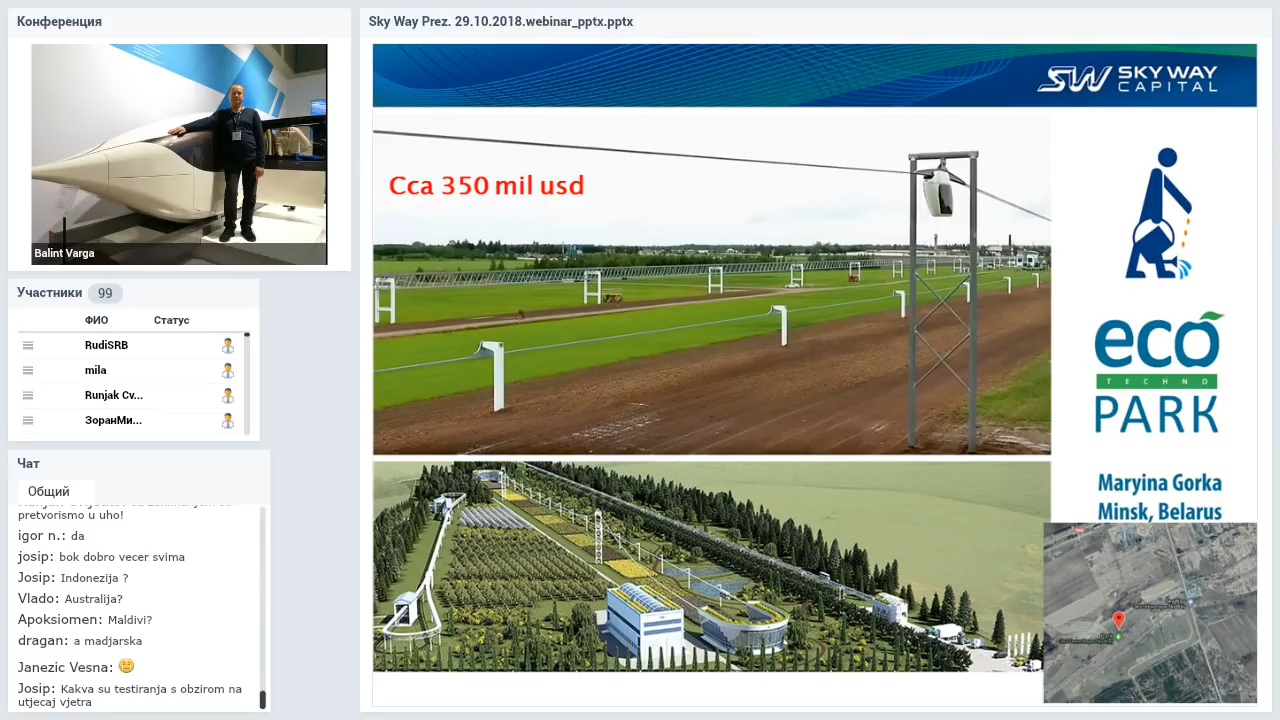 Конференция
Balint Varga
Участники 99
ФИО Статус
RudiSRB
mila
Runjak Cv...
ЗоранМи...
Чат
Общий
pretvorismo u uho!
igor n.: da
josip: bok dobro vecer svima
Josip: Indonezija ?
Vlado: Australija?
Apoksiomen: Maldivi?
dragan: a madjarska
Janezic Vesna:
Josip: Kakva su testiranja s obzirom na
utjecaj vjetra
Sky Way Prez. 29.10.2018.webinar_pptx.pptx
SW SKY WAY
CAPITAL
Cca 350 mil usd
eco
TECHNO
PARK
Maryina Gorka
Minsk, Belarus